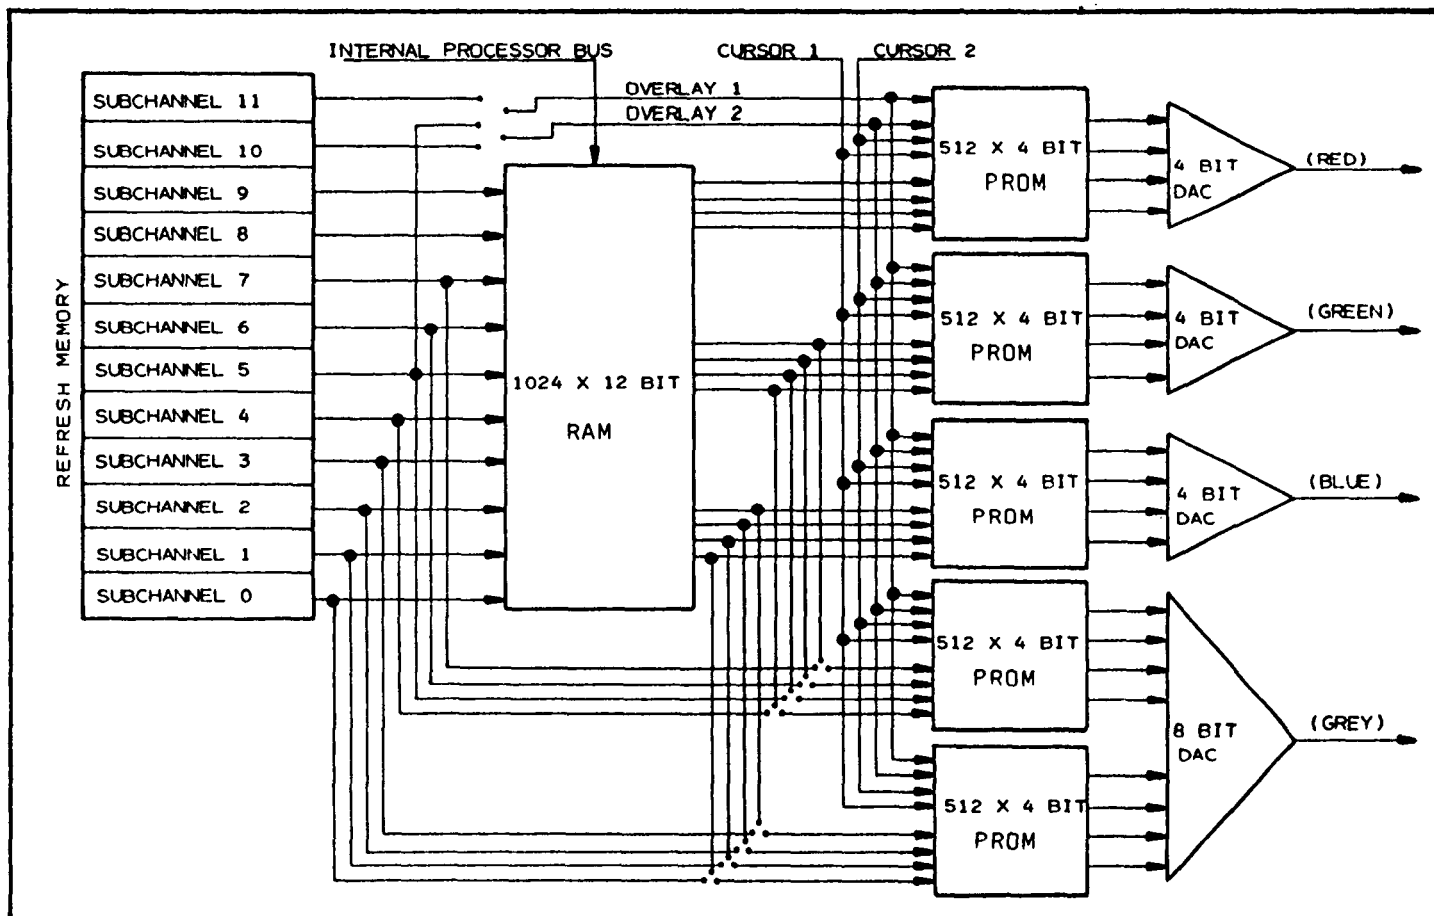 INTERNAL PROCESSOR BUS
CURSOR 1
CURSOR 2
REFRESH MEMORY
SUBCHANNEL 11
SUBCHANNEL 10
SUBCHANNEL 9
SUBCHANNEL 8
SUBCHANNEL 7
SUBCHANNEL 6
SUBCHANNEL 5
SUBCHANNEL 4
SUBCHANNEL 3
SUBCHANNEL 2
SUBCHANNEL 1
SUBCHANNEL 0
OVERLAY 1
OVERLAY 2
1024 X 12 BIT
RAM
512 X 4 BIT
PROM
4 BIT
DAC
(RED)
512 X 4 BIT
PROM
4 BIT
DAC
(GREEN)
512 X 4 BIT
PROM
4 BIT
DAC
(BLUE)
512 X 4 BIT
PROM
512 X 4 BIT
PROM
8 BIT
DAC
(GREY)